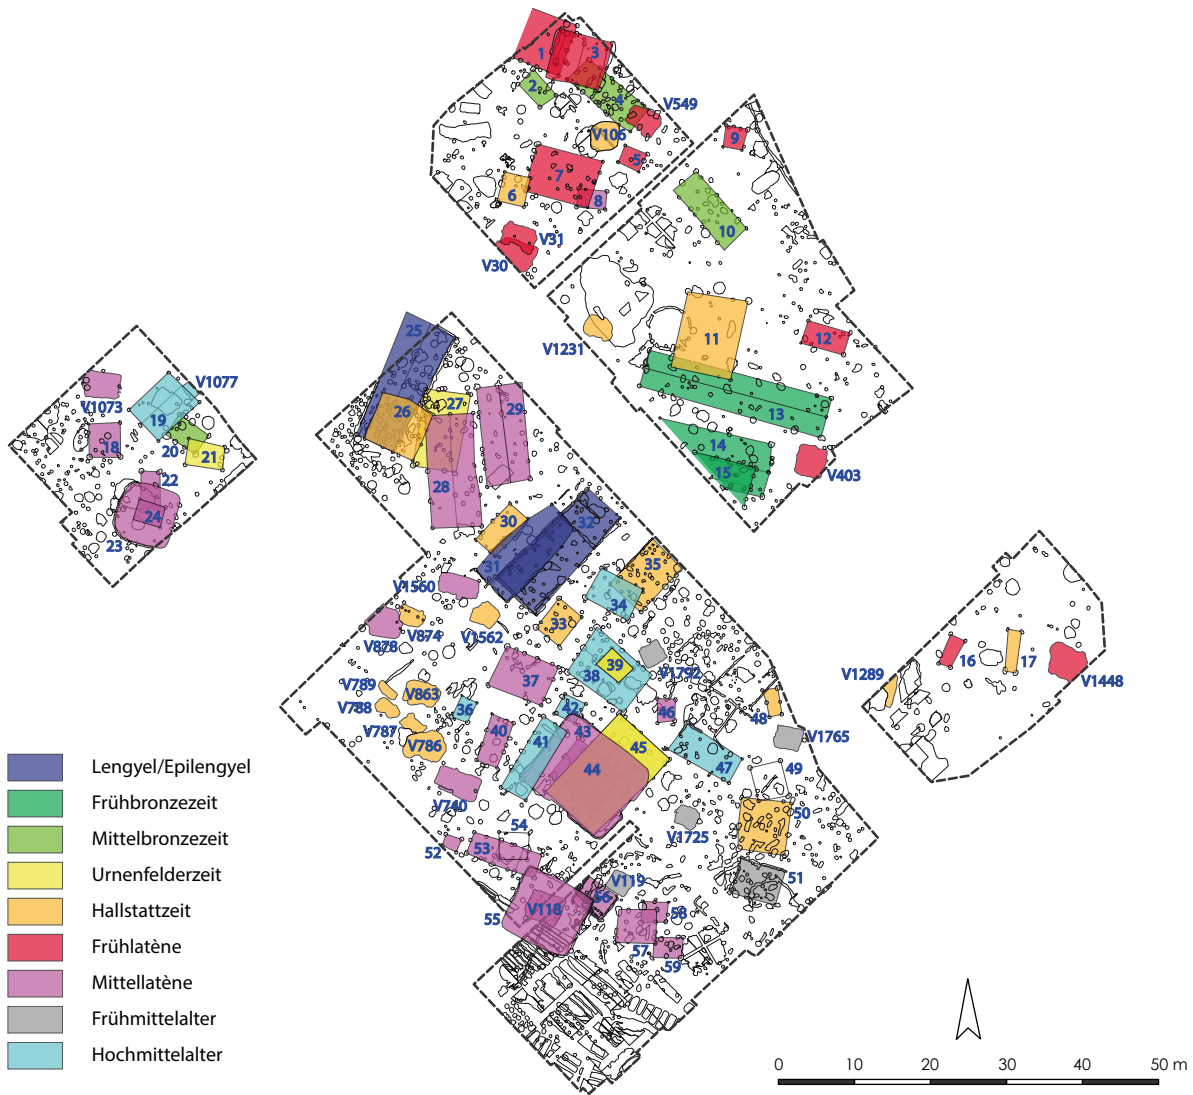 1
3
2
4
V549
V106
5
9
7
6
8
10
V31
V30
25
11
12
V1231
V1077
V1073
19
26
27
29
13
18
20
21
14
15
V403
22
28
24
23
30
32
31
35
V1560
34
V878
V874
V1562
33
16
17
V1289
V1448
39
38
V1792
37
V789
V863
V788
36
42
46
48
V787
V786
40
41
43
45
V1765
47
44
49
V740
50
54
V1725
52
53
51
V119
56
55
V118
58
57
59
Lengyel/Epilengyel
Frühbronzezeit
Mittelbronzezeit
Urnenfelderzeit
Hallstattzeit
Frühlatène
Mittellatène
Frühmittelalter
Hochmittelalter
0 10 20 30 40 50 m